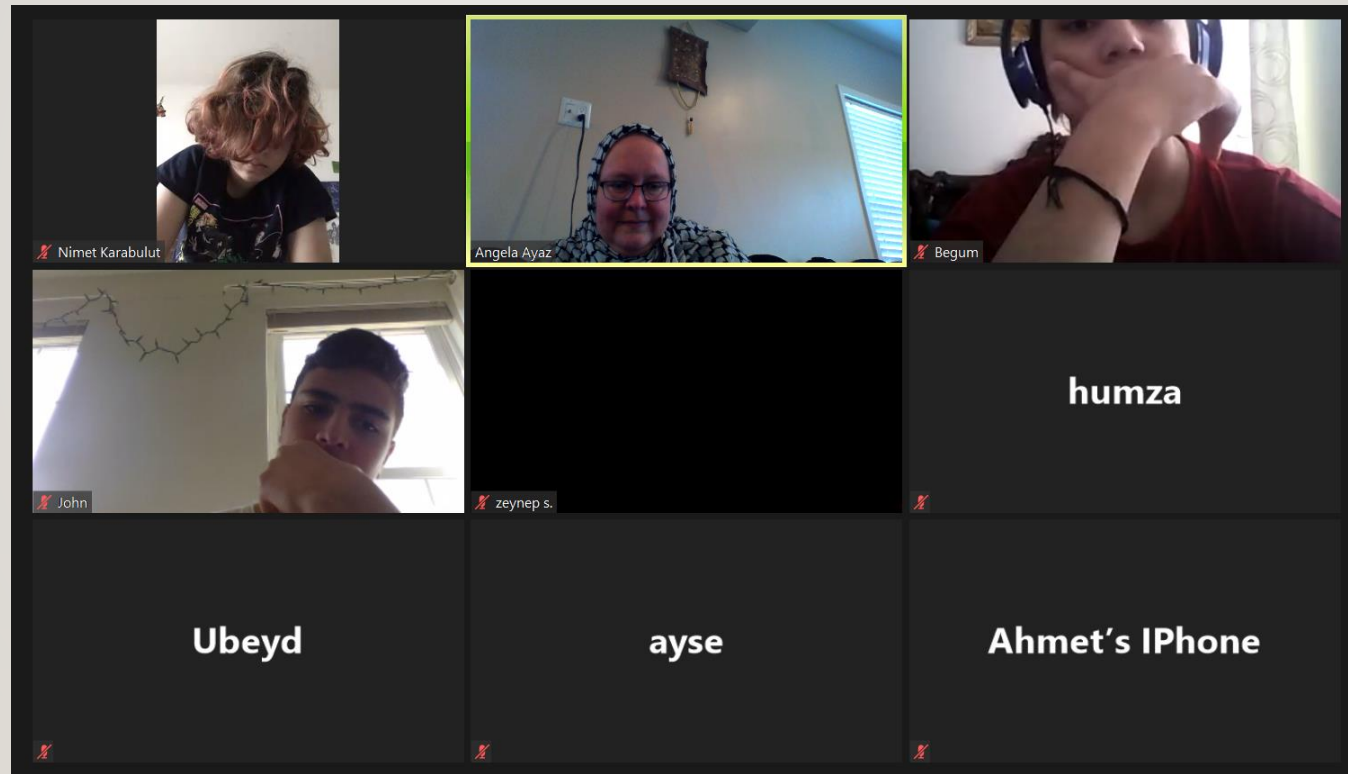 Nimet Karabulut
Angela Ayaz
Begum
John
zeynep s.
humza
Ubeyd
ayse
Ahmet’s IPhone